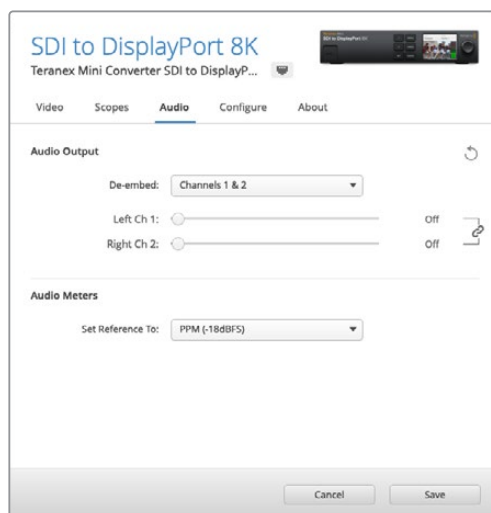 SDI to DisplayPort 8K
Teranex Mini Converter SDI to DisplayP...
Video Scopes Audio Configure About
Audio Output
De-embed: Channels 1 & 2
Left Ch 1: Off
Right Ch 2: Off
Audio Meters
Set Reference To: PPM (-18dBFS)
Cancel Save